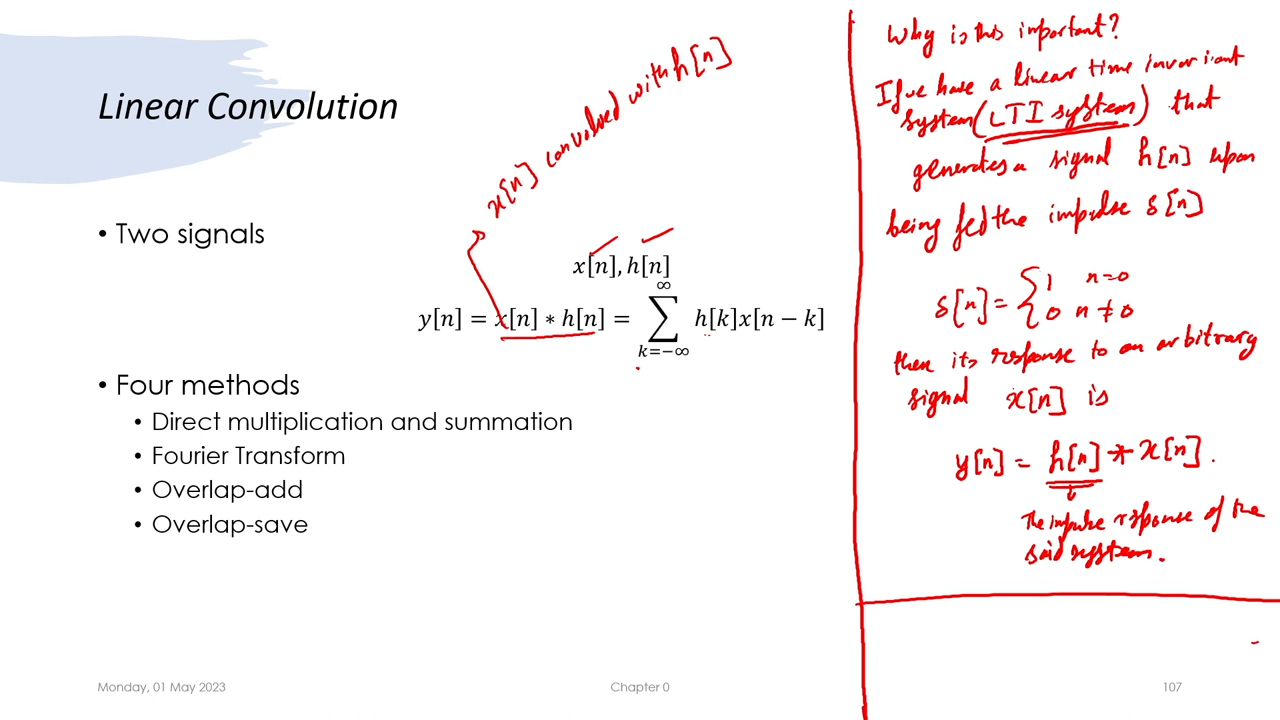 Linear Convolution
x[n] convolved with h[n]
• Two signals
x[n], h[n]
y[n] = x[n] ∗ h[n] = ∑_{k=−∞}^{∞} h[k]x[n − k]
• Four methods
• Direct multiplication and summation
• Fourier Transform
• Overlap-add
• Overlap-save
Why is this important?
If we have a linear time invariant
system (LTI system) that
generates a signal h[n] upon
being fed the impulse δ[n]
δ[n] = { 1 n=0
0 n≠0
then its response to an arbitrary
signal x[n] is
y[n] = h[n] * x[n].
The impulse response of the
said system.
Monday, 01 May 2023
Chapter 0
107